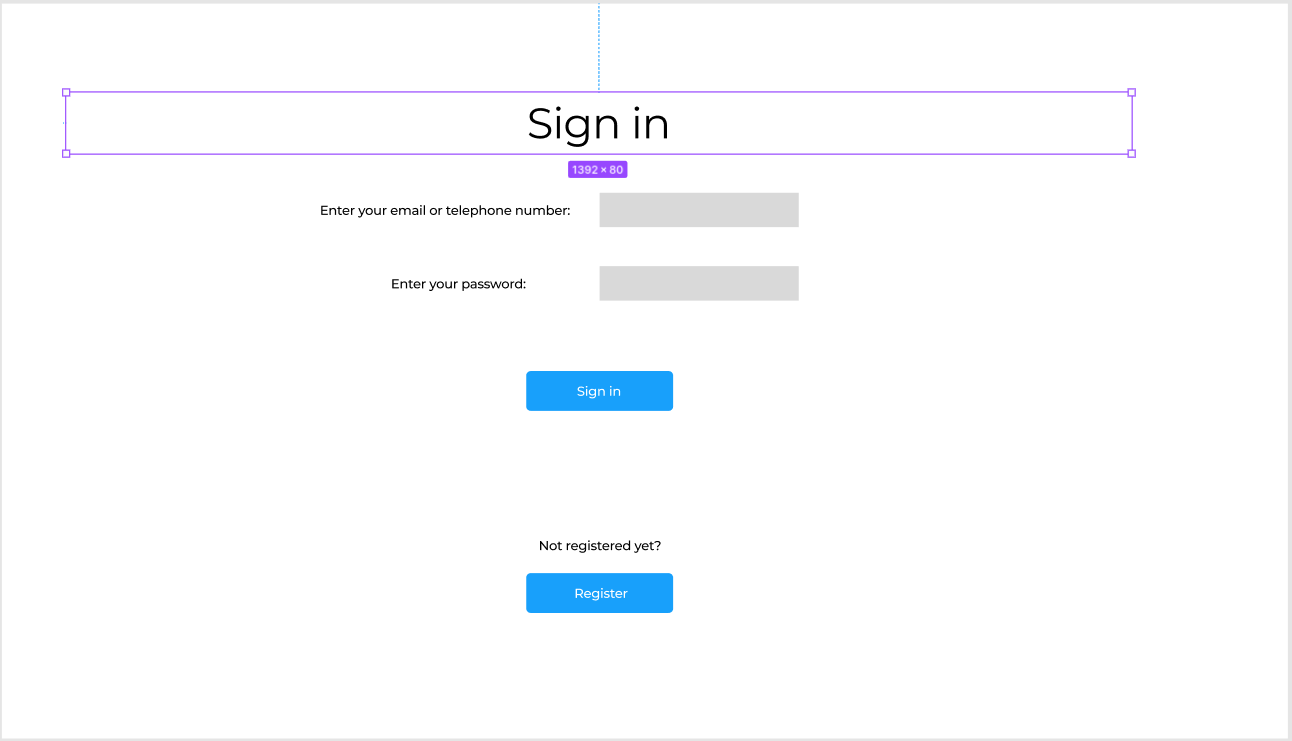 Sign in
1392 × 80
Enter your email or telephone number:
Enter your password:
Sign in
Not registered yet?
Register